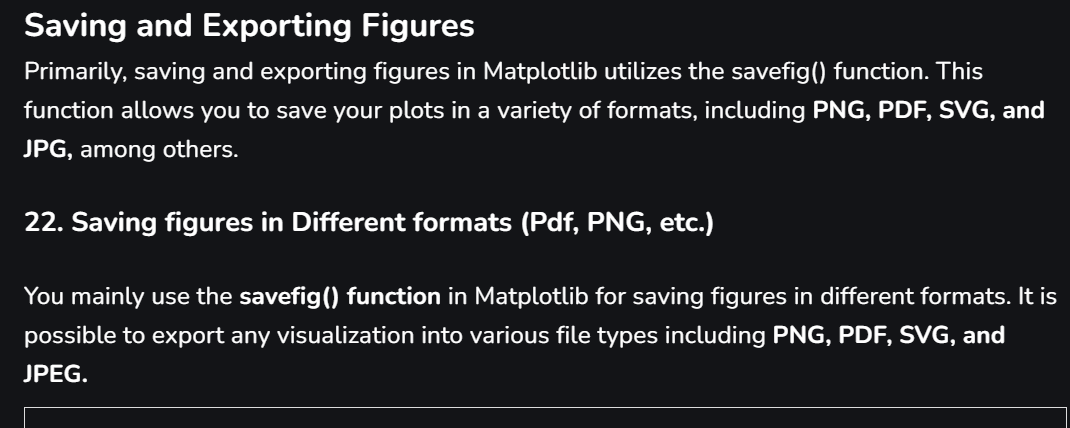 Saving and Exporting Figures
Primarily, saving and exporting figures in Matplotlib utilizes the savefig() function. This
function allows you to save your plots in a variety of formats, including PNG, PDF, SVG, and
JPG, among others.
22. Saving figures in Different formats (Pdf, PNG, etc.)
You mainly use the savefig() function in Matplotlib for saving figures in different formats. It is
possible to export any visualization into various file types including PNG, PDF, SVG, and
JPEG.